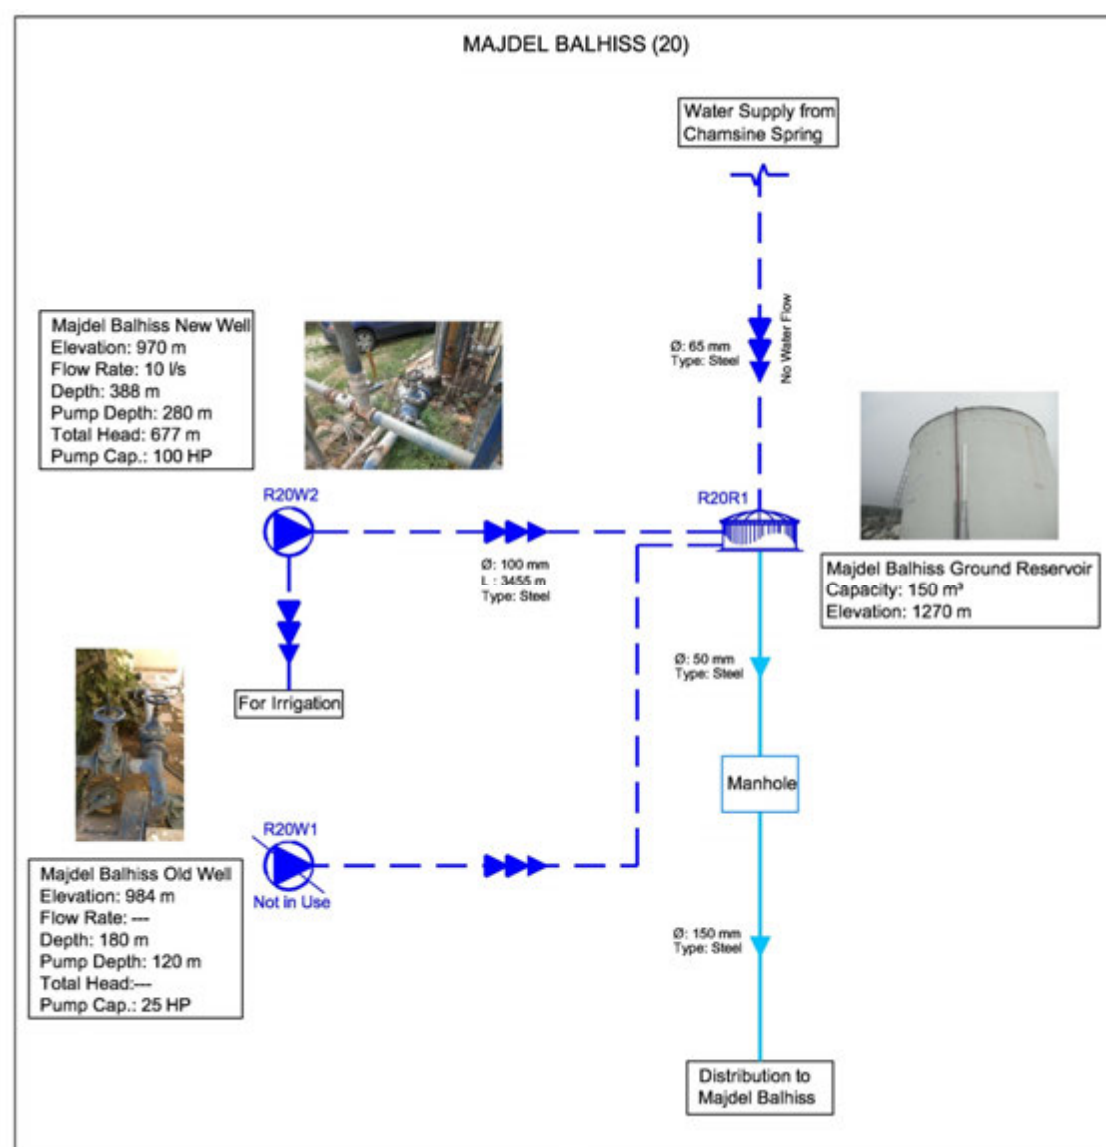 MAJDEL BALHISS (20)
Water Supply from
Chamsine Spring
Majdel Balhiss New Well
Elevation: 970 m
Flow Rate: 10 l/s
Depth: 388 m
Pump Depth: 280 m
Total Head: 677 m
Pump Cap.: 100 HP
Ø: 65 mm
Type: Steel
No Water Flow
R20W2
R20R1
Ø: 100 mm
L : 3455 m
Type: Steel
Majdel Balhiss Ground Reservoir
Capacity: 150 m³
Elevation: 1270 m
Ø: 50 mm
Type: Steel
For Irrigation
Manhole
R20W1
Not in Use
Majdel Balhiss Old Well
Elevation: 984 m
Flow Rate: ---
Depth: 180 m
Pump Depth: 120 m
Total Head:---
Pump Cap.: 25 HP
Ø: 150 mm
Type: Steel
Distribution to
Majdel Balhiss